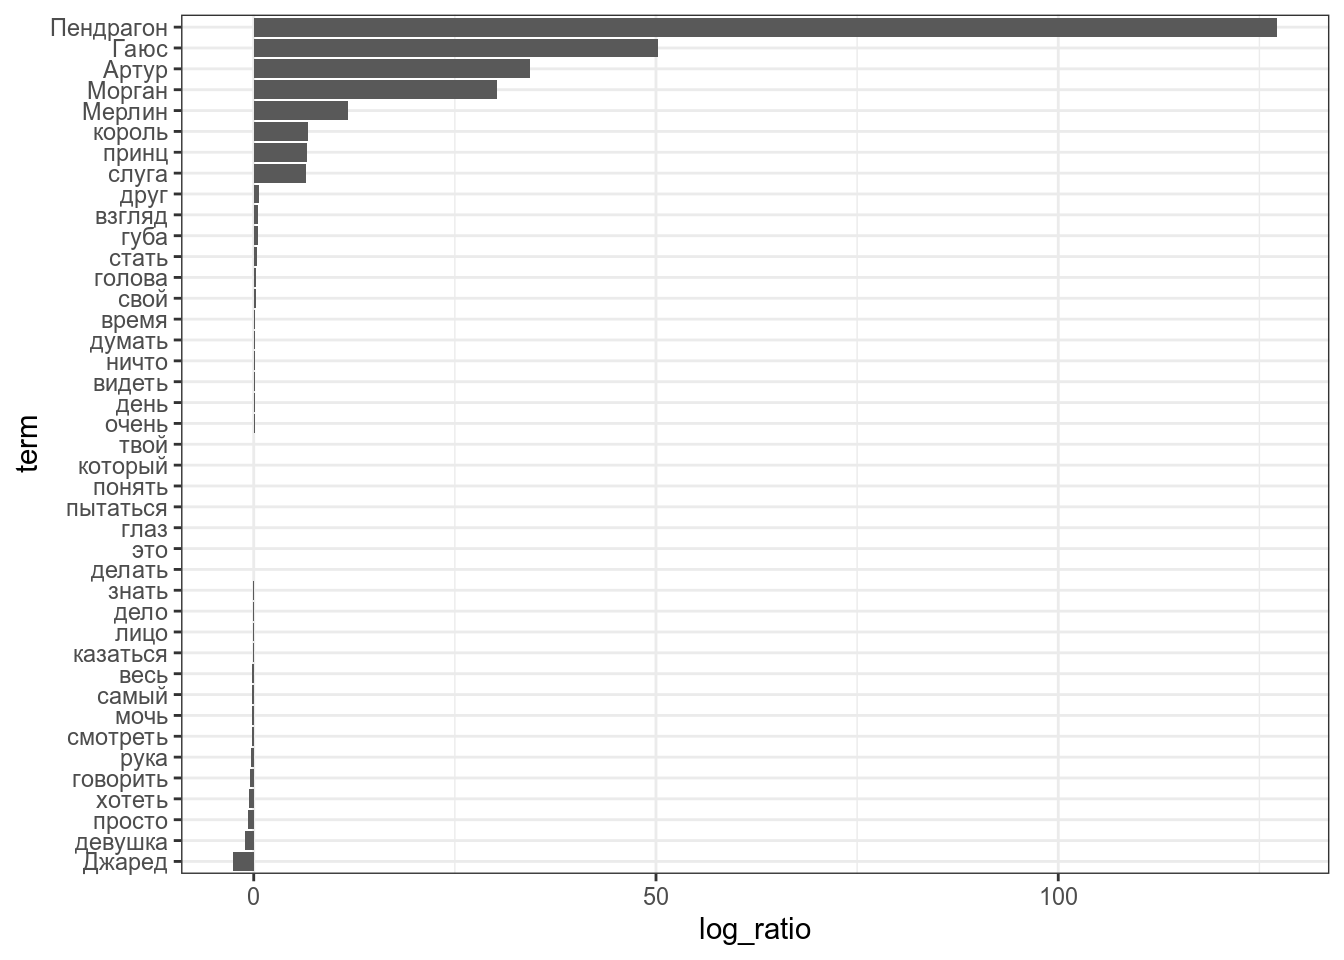 Пендрагон
Гаюс
Артур
Морган
Мерлин
король
принц
слуга
друг
взгляд
губа
стать
голова
свой
время
думать
ничто
видеть
день
очень
твой
который
понять
пытаться
глаз
это
делать
знать
дело
лицо
казаться
весь
самый
мочь
смотреть
рука
говорить
хотеть
просто
девушка
Джаред
term
0 50 100
log_ratio